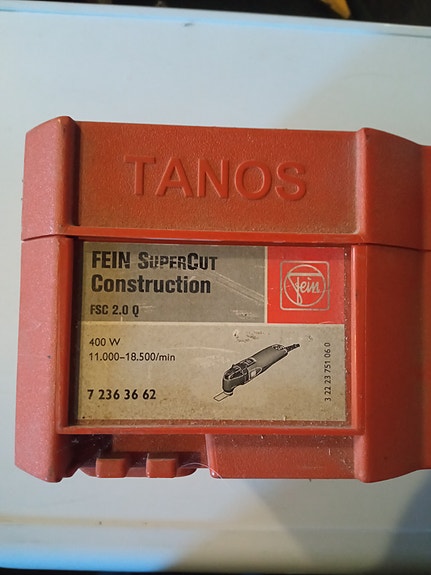 TANOS
FEIN SUPERCUT
Construction
FSC 2.0 Q
fein
400 W
11.000–18.500/min
7 236 36 62
3 22 23 751 06 0